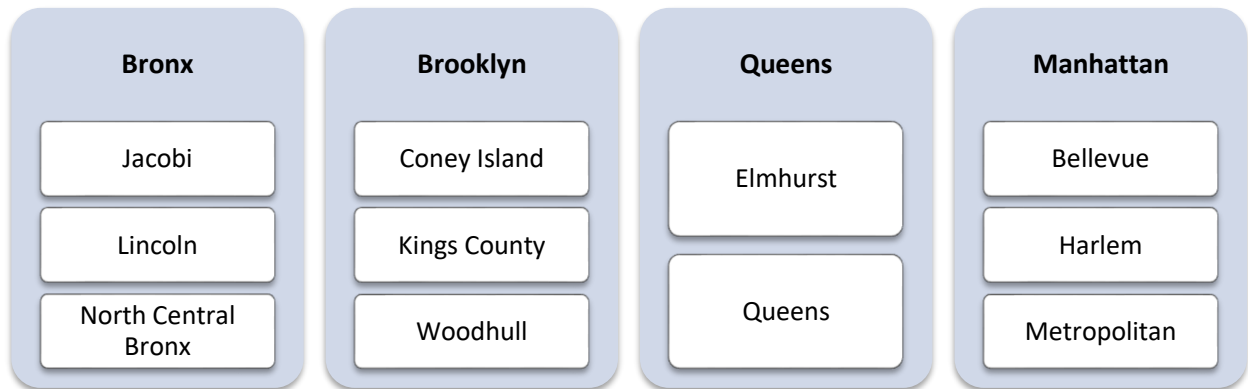 Bronx
Jacobi
Lincoln
North Central
Bronx
Brooklyn
Coney Island
Kings County
Woodhull
Queens
Elmhurst
Queens
Manhattan
Bellevue
Harlem
Metropolitan